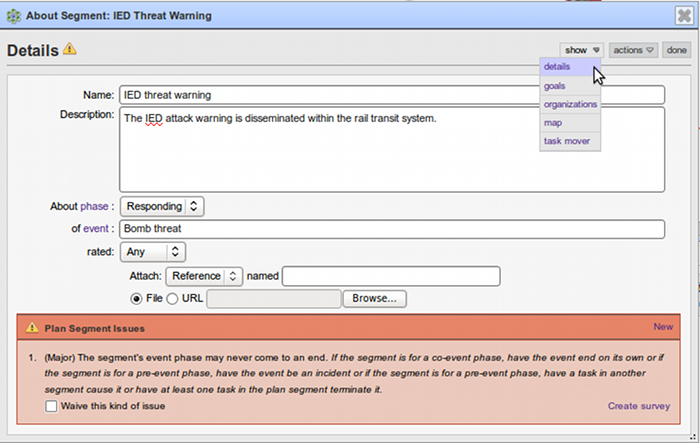 About Segment: IED Threat Warning
Details
show
actions
done
details
goals
organizations
map
task mover
Name: IED threat warning
Description: The IED attack warning is disseminated within the rail transit system.
About phase : Responding
of event : Bomb threat
rated: Any
Attach: Reference named
File URL Browse...
Plan Segment Issues New
1. (Major) The segment's event phase may never come to an end. If the segment is for a co-event phase, have the event end on its own or if
the segment is for a pre-event phase, have the event be an incident or if the segment is for a pre-event phase, have a task in another
segment cause it or have at least one task in the plan segment terminate it.
Waive this kind of issue Create survey